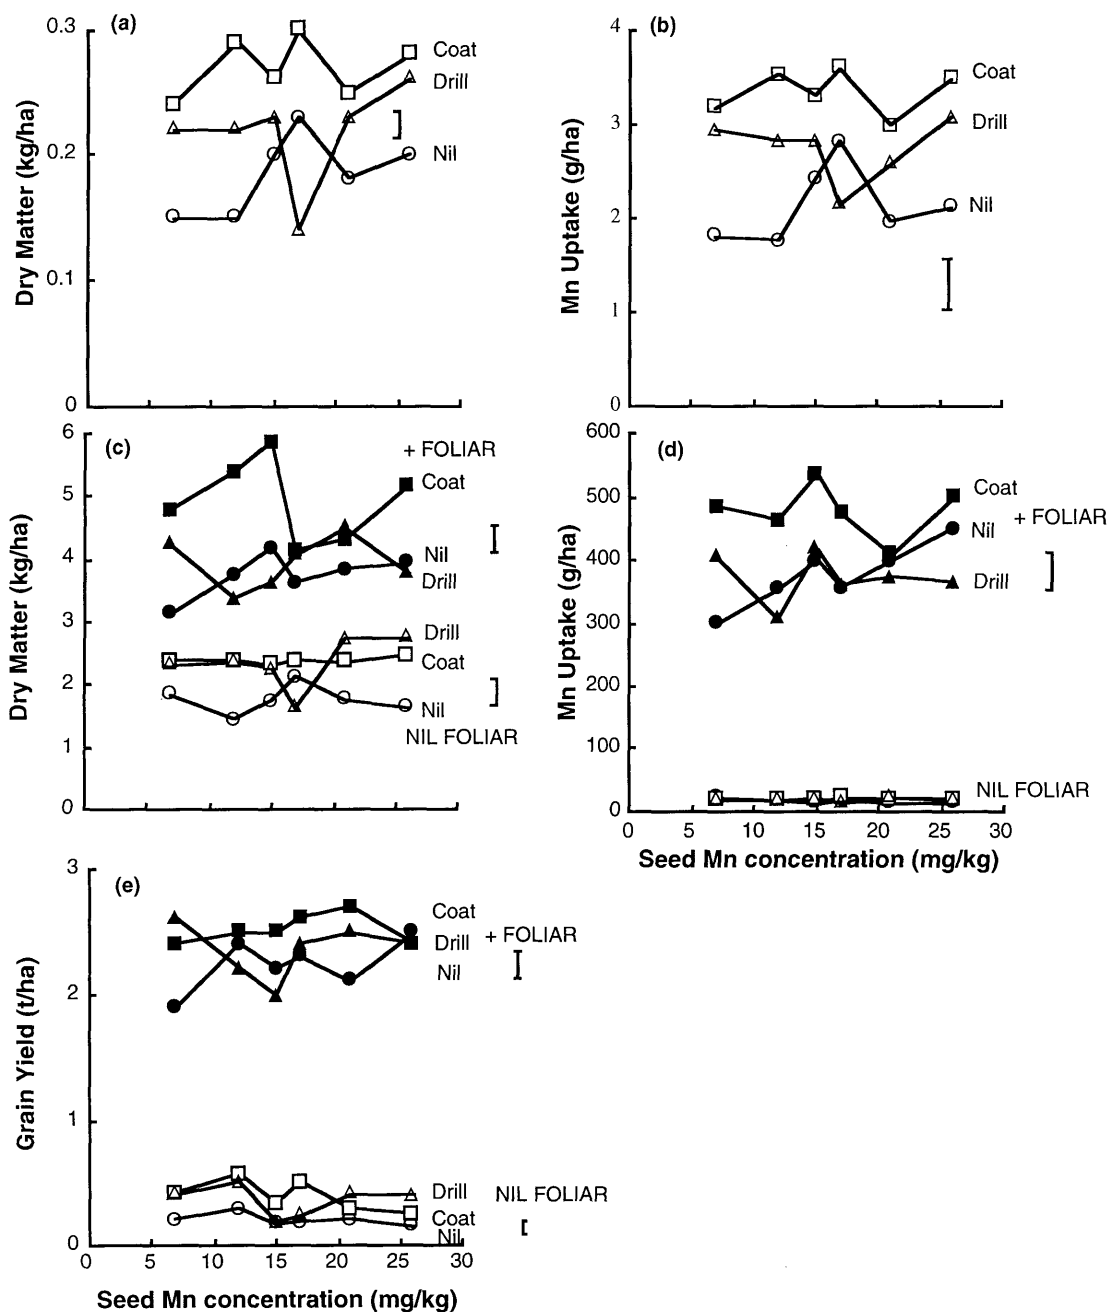 (a)
Dry Matter (kg/ha)
0.3
0.2
0.1
0
Coat
Drill
Nil
(b)
Mn Uptake (g/ha)
4
3
2
1
0
Coat
Drill
Nil
(c)
Dry Matter (kg/ha)
6
5
4
3
2
1
0
+ FOLIAR
Coat
Nil
Drill
Drill
Coat
Nil
NIL FOLIAR
(d)
Mn Uptake (g/ha)
600
500
400
300
200
100
0
Coat
+ FOLIAR
Nil
Drill
NIL FOLIAR
0 5 10 15 20 25 30
Seed Mn concentration (mg/kg)
(e)
Grain Yield (t/ha)
3
2
1
0
Coat
+ FOLIAR
Drill
Nil
Drill
NIL FOLIAR
Coat
Nil
0 5 10 15 20 25 30
Seed Mn concentration (mg/kg)